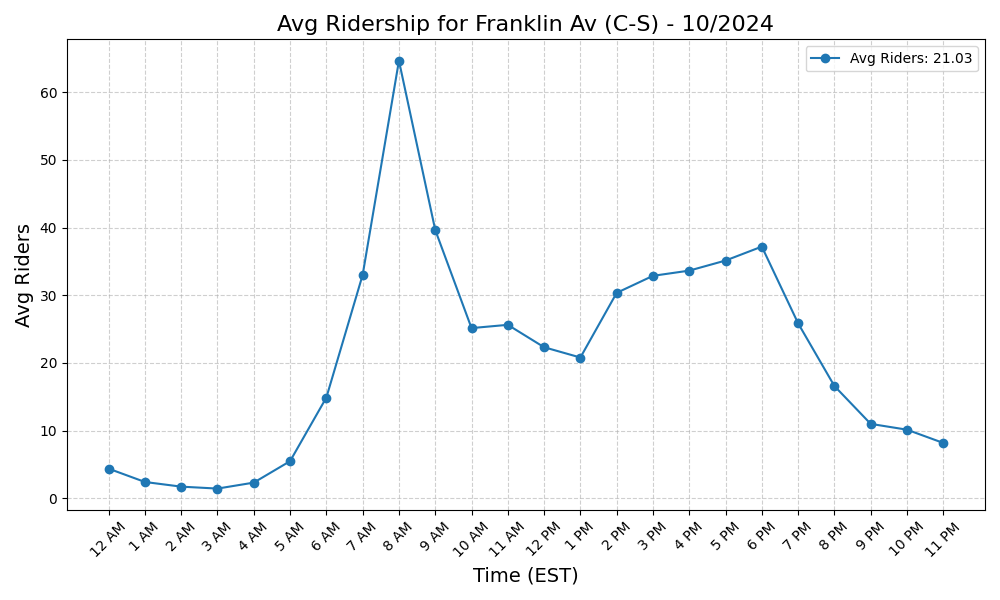 Avg Ridership for Franklin Av (C-S) - 10/2024
Avg Riders: 21.03
Avg Riders
60
50
40
30
20
10
0
12 AM
1 AM
2 AM
3 AM
4 AM
5 AM
6 AM
7 AM
8 AM
9 AM
10 AM
11 AM
12 PM
1 PM
2 PM
3 PM
4 PM
5 PM
6 PM
7 PM
8 PM
9 PM
10 PM
11 PM
Time (EST)